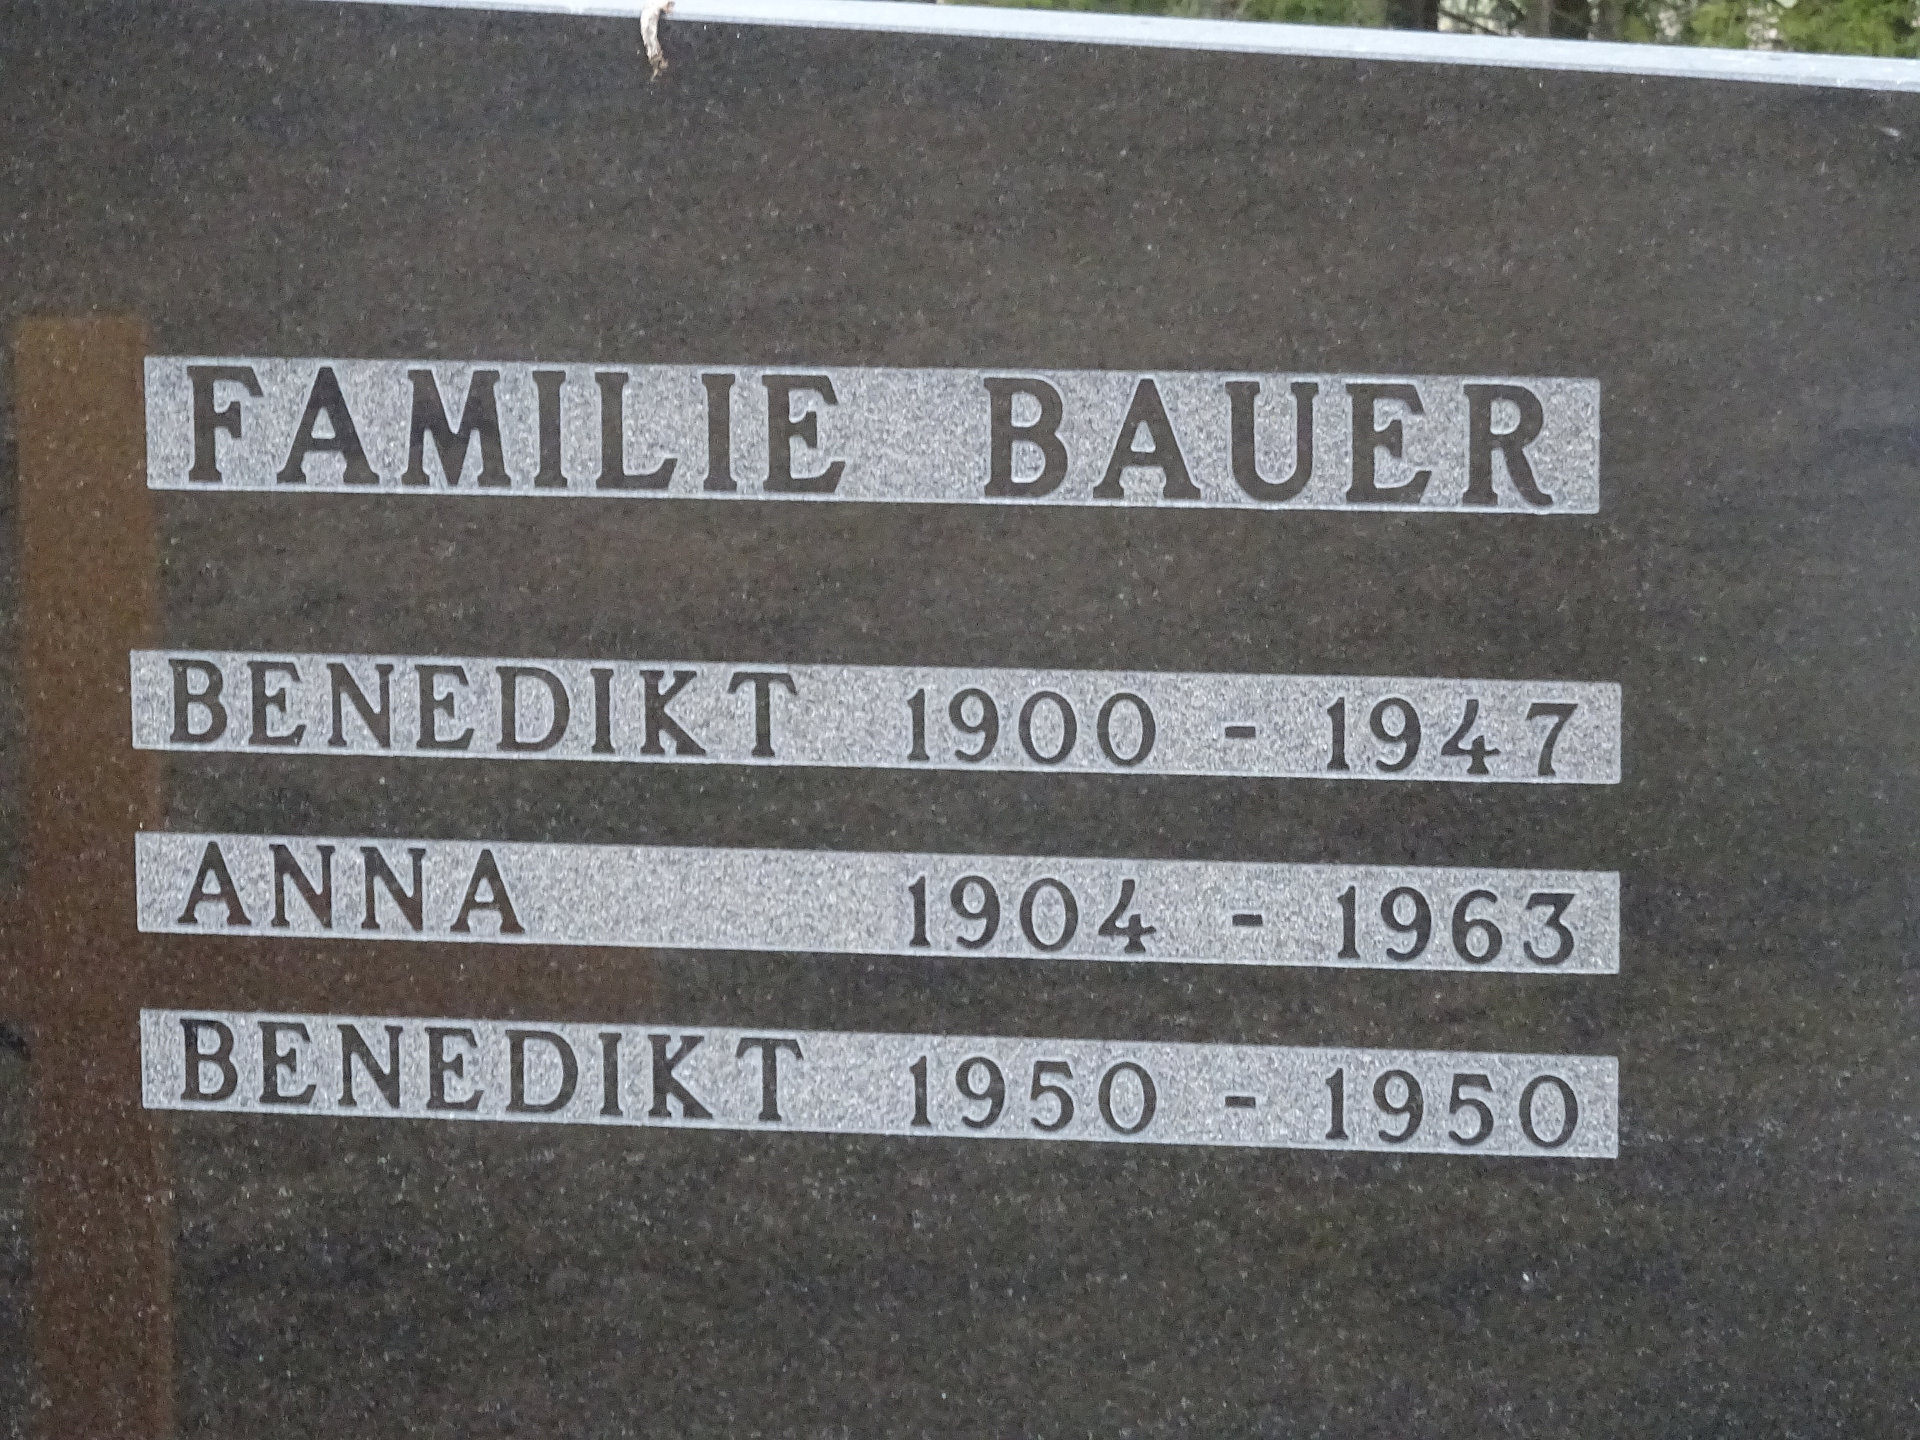 FAMILIE BAUER
BENEDIKT 1900 - 1947
ANNA 1904 - 1963
BENEDIKT 1950 - 1950